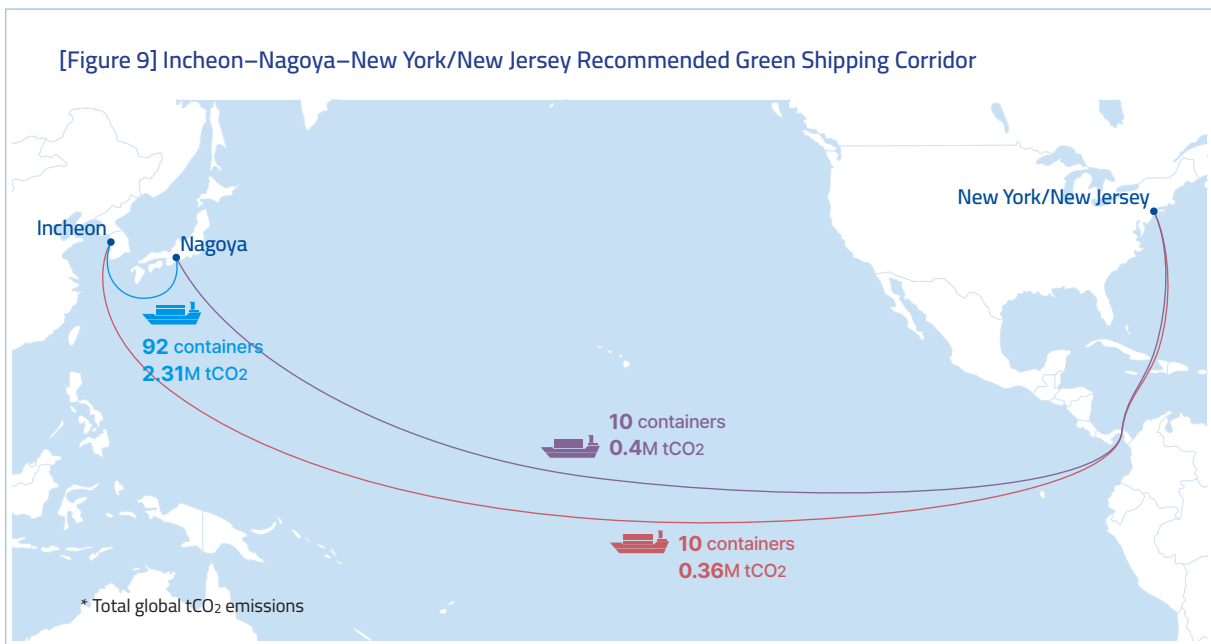 [Figure 9] Incheon–Nagoya–New York/New Jersey Recommended Green Shipping Corridor
New York/New Jersey
Incheon
Nagoya
92 containers
2.31M tCO2
10 containers
0.4M tCO2
10 containers
0.36M tCO2
* Total global tCO2 emissions